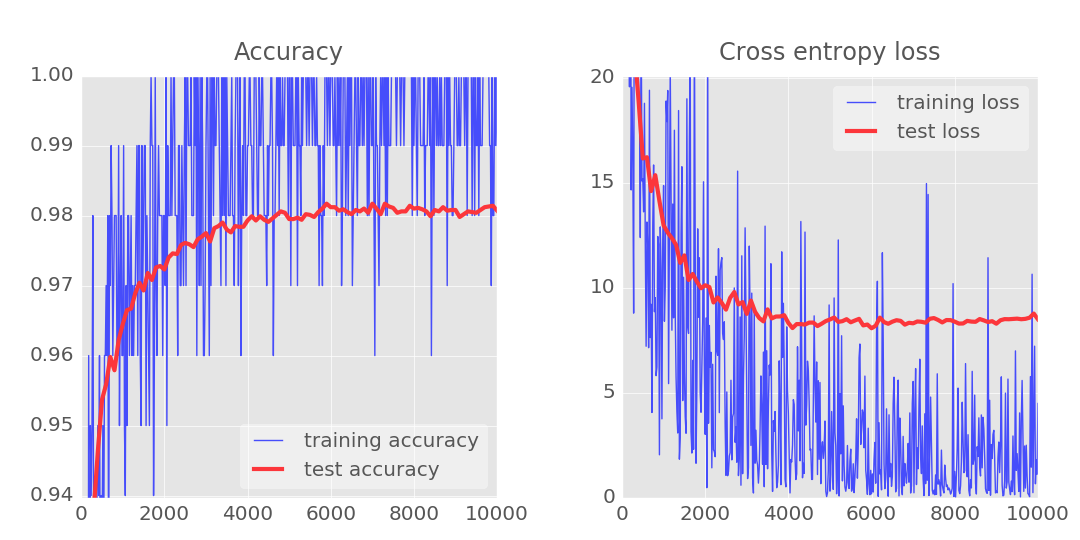 Accuracy
1.00
0.99
0.98
0.97
0.96
0.95
0.94
training accuracy
test accuracy
0 2000 4000 6000 8000 10000
Cross entropy loss
20
15
10
5
0
training loss
test loss
0 2000 4000 6000 8000 10000